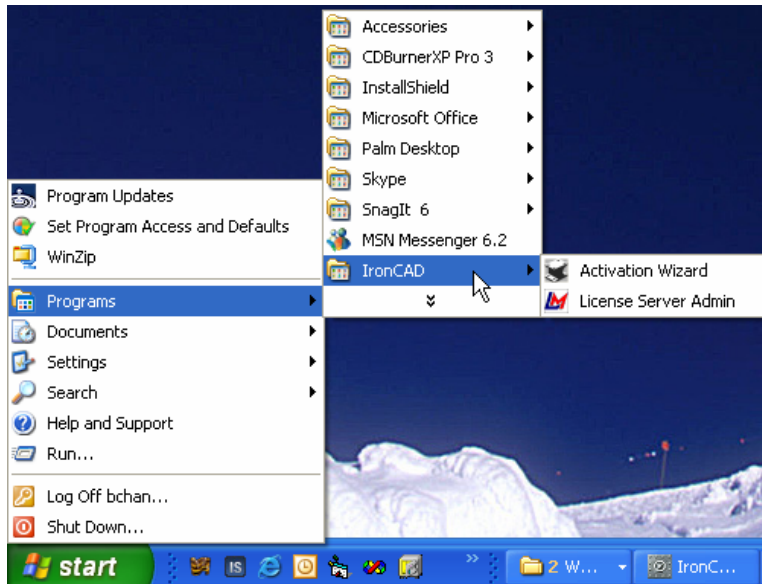 Accessories
CDBurnerXP Pro 3
InstallShield
Microsoft Office
Palm Desktop
Skype
SnagIt 6
MSN Messenger 6.2
IronCAD
Activation Wizard
License Server Admin
Program Updates
Set Program Access and Defaults
WinZip
Programs
Documents
Settings
Search
Help and Support
Run...
Log Off bchan...
Shut Down...
start
IS
2 W...
IronC...